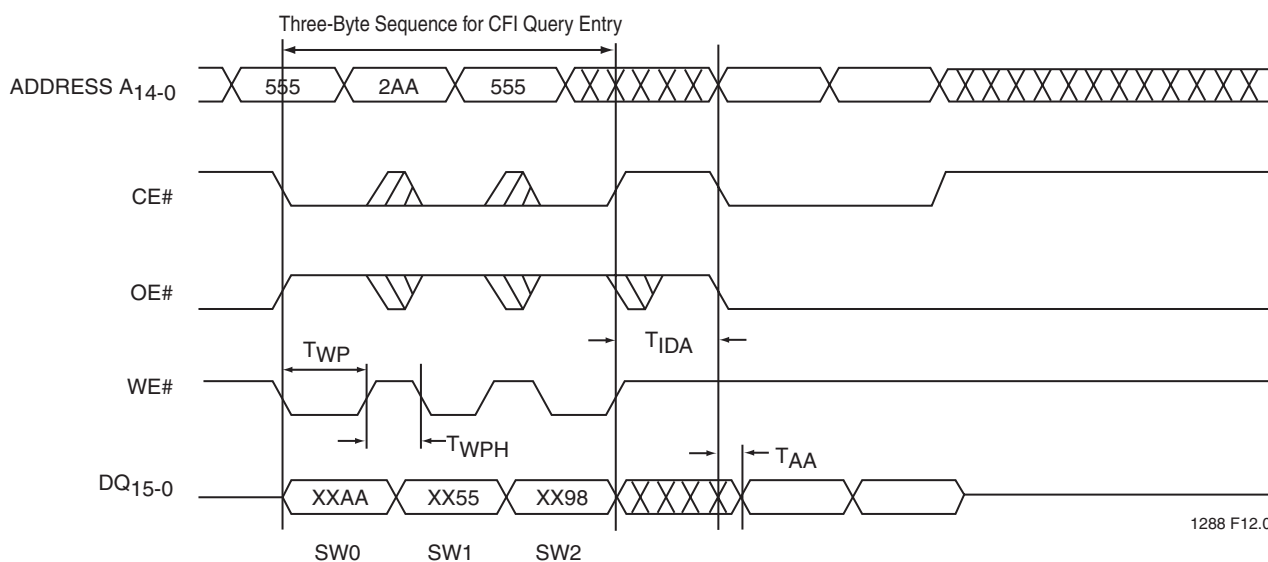 Three-Byte Sequence for CFI Query Entry
ADDRESS A14-0
555
2AA
555
CE#
OE#
TIDA
TWP
WE#
TWPH
TAA
DQ15-0
XXAA
XX55
XX98
1288 F12.0
SW0
SW1
SW2